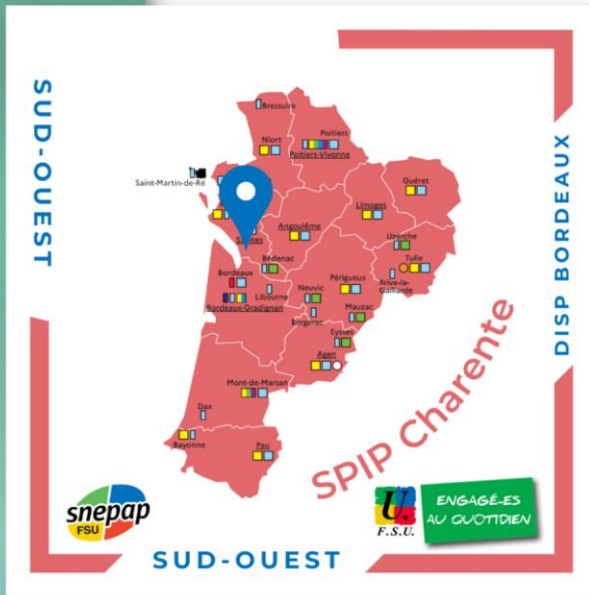 SUD-OUEST
DISP BORDEAUX
Bressuire
Niort
Poitiers
Poitiers-Vivonne
Saint-Martin-de-Ré
Guéret
Limoges
Angoulême
Saintes
Uzerche
Bédenac
Tulle
Bordeaux
Périgueux
Brive-la-
Gaillarde
Libourne
Neuvic
Bordeaux-Gradignan
Mauzac
Bergerac
Eysses
Agen
Mont-de-Marsan
Dax
Bayonne
Pau
SPIP Charente
snepap
FSU
U.
F.S.U.
ENGAGÉ-ES
AU QUOTIDIEN
SUD-OUEST